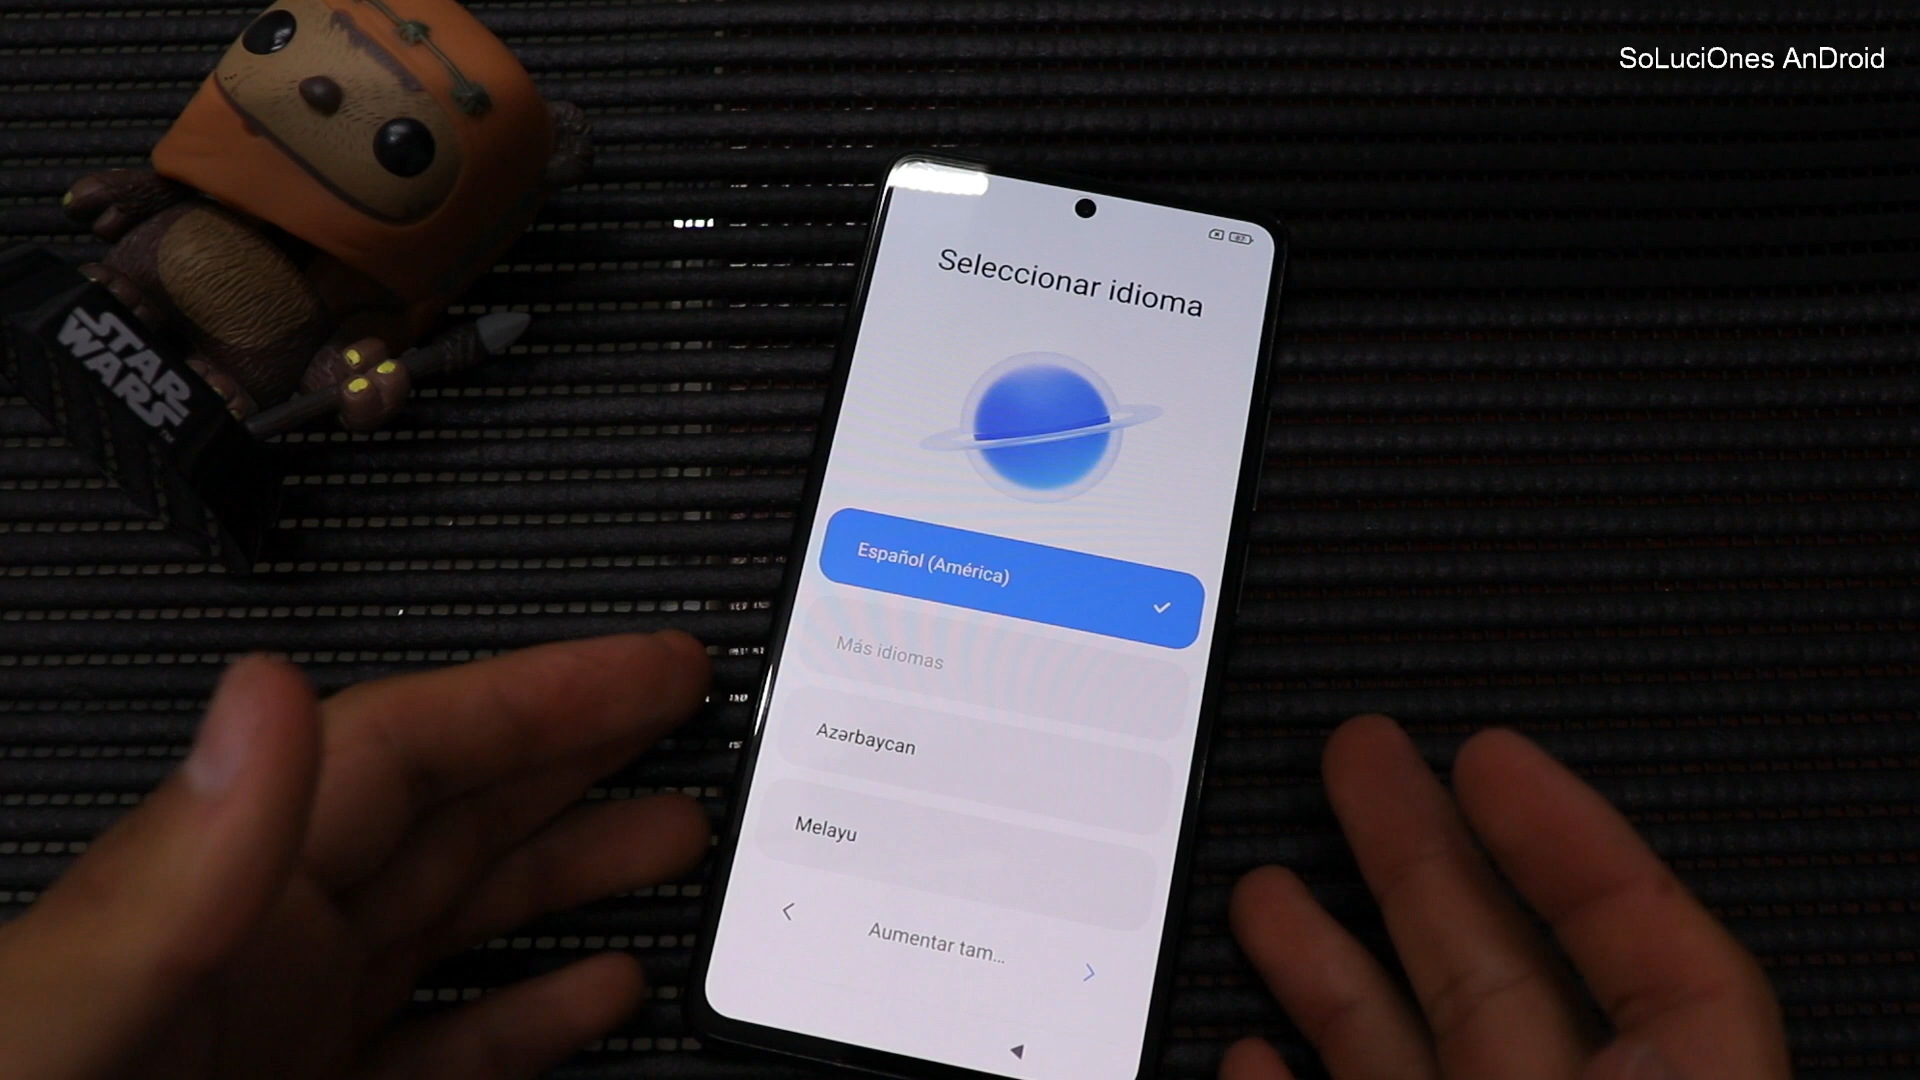 SoLuciOnes AnDroid
STAR
WARS
Seleccionar idioma
Español (América)
Más idiomas
Azərbaycan
Melayu
Aumentar tam...